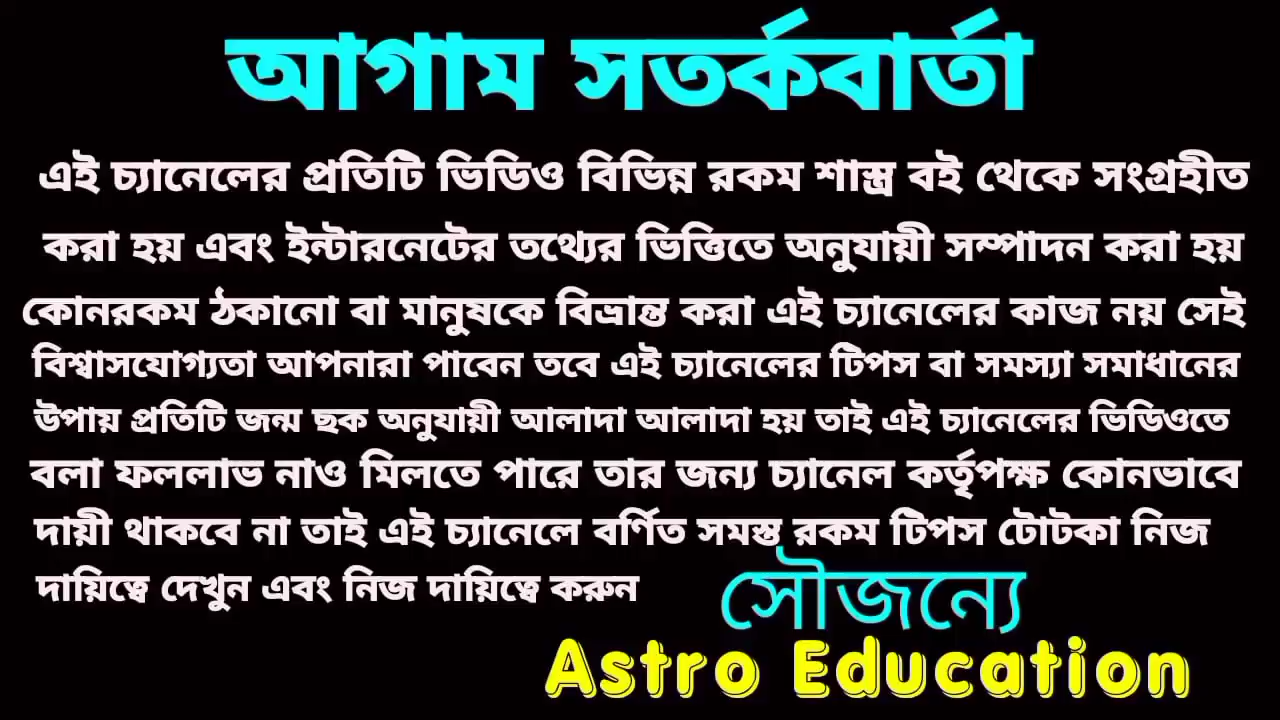 আগাম সতর্কবার্তা
এই চ্যানেলের প্রতিটি ভিডিও বিভিন্ন রকম শাস্ত্র বই থেকে সংগ্রহীত
করা হয় এবং ইন্টারনেটের তথ্যের ভিত্তিতে অনুযায়ী সম্পাদন করা হয়
কোনরকম ঠকানো বা মানুষকে বিভ্রান্ত করা এই চ্যানেলের কাজ নয় সেই
বিশ্বাসযোগ্যতা আপনারা পাবেন তবে এই চ্যানেলের টিপস বা সমস্যা সমাধানের
উপায় প্রতিটি জন্ম ছক অনুযায়ী আলাদা আলাদা হয় তাই এই চ্যানেলের ভিডিওতে
বলা ফললাভ নাও মিলতে পারে তার জন্য চ্যানেল কর্তৃপক্ষ কোনভাবে
দায়ী থাকবে না তাই এই চ্যানেলে বর্ণিত সমস্ত রকম টিপস টোটকা নিজ
দায়িত্বে দেখুন এবং নিজ দায়িত্বে করুন
সৌজন্যে
Astro Education